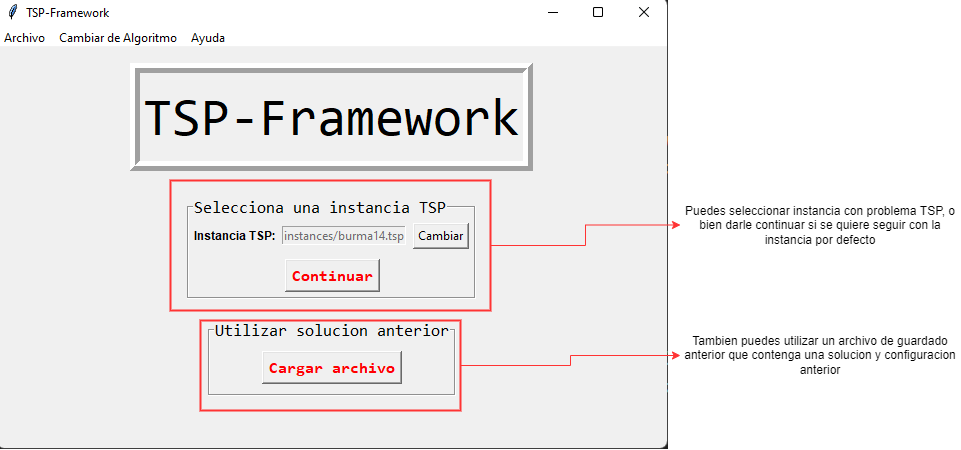 TSP-Framework
Archivo Cambiar de Algoritmo Ayuda
TSP-Framework
Selecciona una instancia TSP
Instancia TSP: instances/burma14.tsp Cambiar
Continuar
Puedes seleccionar instancia con problema TSP, o
bien darle continuar si se quiere seguir con la
instancia por defecto
Utilizar solucion anterior
Cargar archivo
Tambien puedes utilizar un archivo de guardado
anterior que contenga una solucion y configuracion
anterior